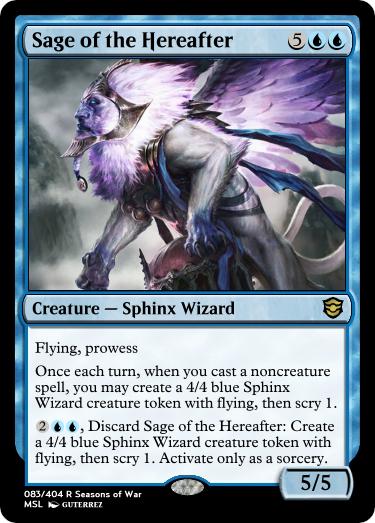 Sage of the Hereafter 5
Creature — Sphinx Wizard
Flying, prowess
Once each turn, when you cast a noncreature
spell, you may create a 4/4 blue Sphinx
Wizard creature token with flying, then scry 1.
2, Discard Sage of the Hereafter: Create
a 4/4 blue Sphinx Wizard creature token with
flying, then scry 1. Activate only as a sorcery.
5/5
083/404 R Seasons of War
MSL GUTERREZ